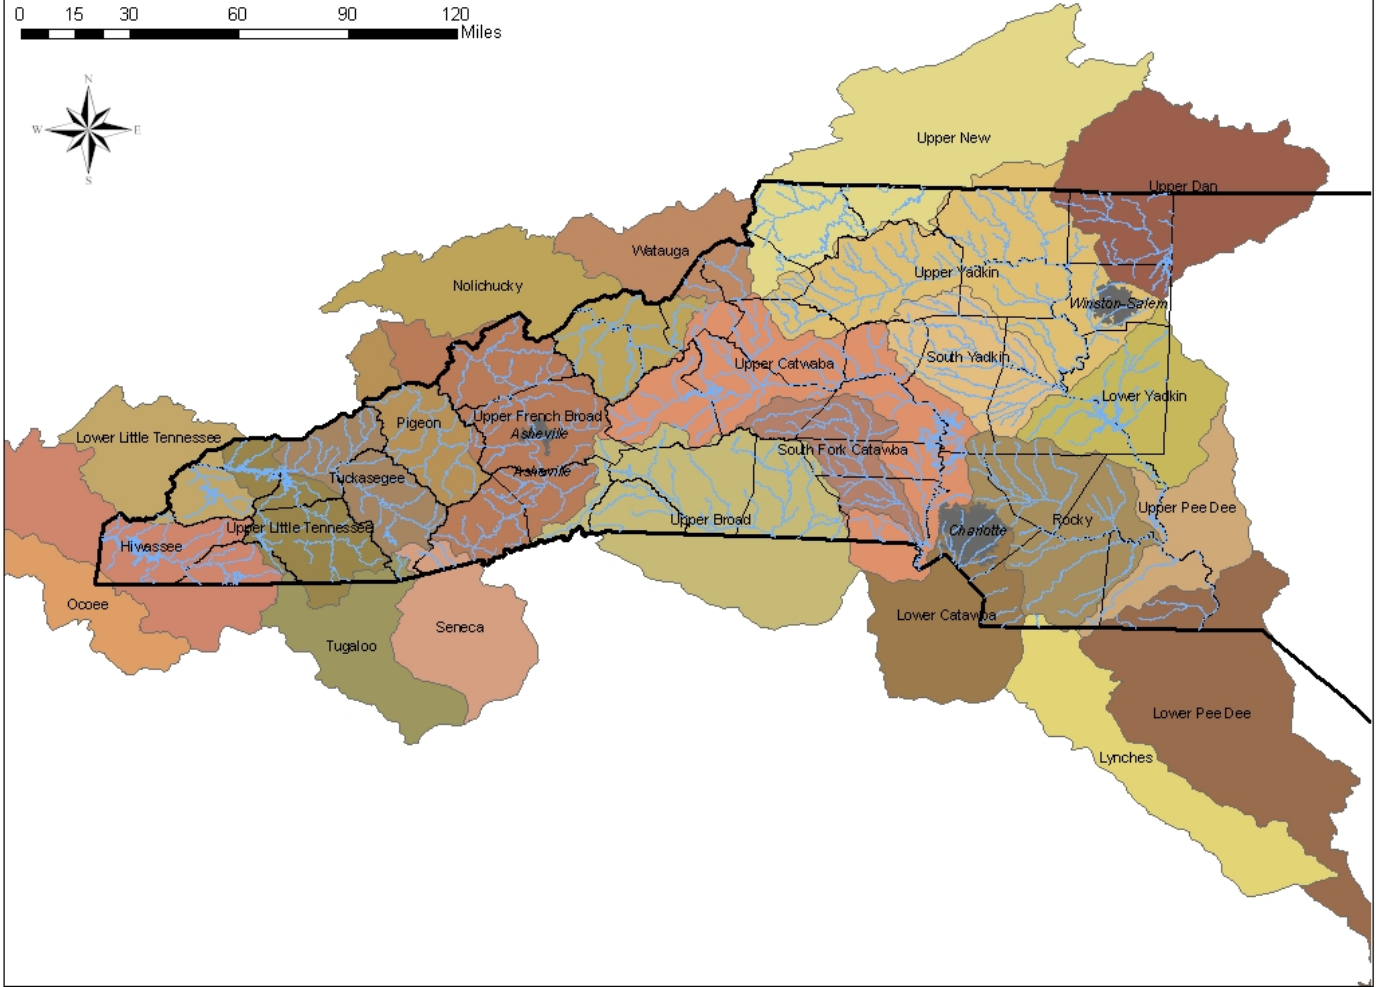 0 15 30 60 90 120
Miles
N
W E
S
Upper New
Upper Dan
Watauga
Upper Yadkin
Nolichucky
Winston-Salem
South Yadkin
Upper Catwaba
Lower Yadkin
Upper French Broad
Pigeon
Asheville
Lower Little Tennessee
South Fork Catawba
Asheville
Tuckasegee
Upper Pee Dee
Upper Broad
Rocky
Upper Little Tennessee
Charlotte
Hiwassee
Ocoee
Lower Catawba
Seneca
Tugaloo
Lower Pee Dee
Lynches